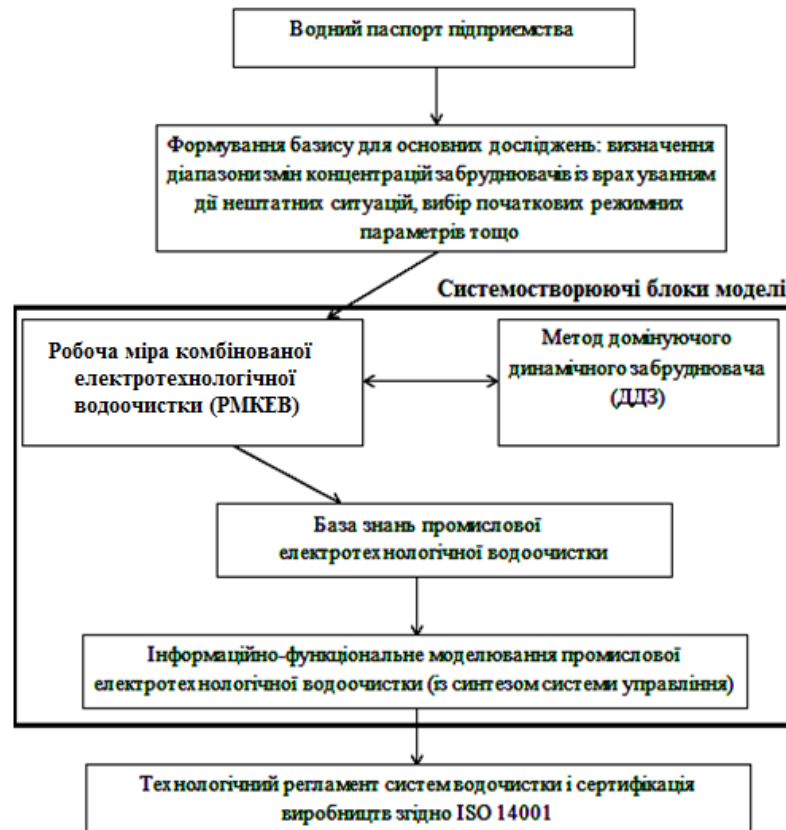 Водний паспорт підприємства
Формування базису для основних досліджень: визначення
діапазони змін концентрацій забруднювачів із врахуванням
дії нештатних ситуацій, вибір початкових режимних
параметрів тощо
Системостворюючі блоки моделі
Робоча міра комбінованої
електротехнологічної
водоочистки (РМКЕВ)
Метод домінуючого
динамічного забруднювача
(ДДЗ)
База знань промислової
електротехнологічної водоочистки
Інформаційно-функціональне моделювання промислової
електротехнологічної водоочистки (із синтезом системи управління)
Технологічний регламент систем водочистки і сертифікація
виробництв згідно ISO 14001